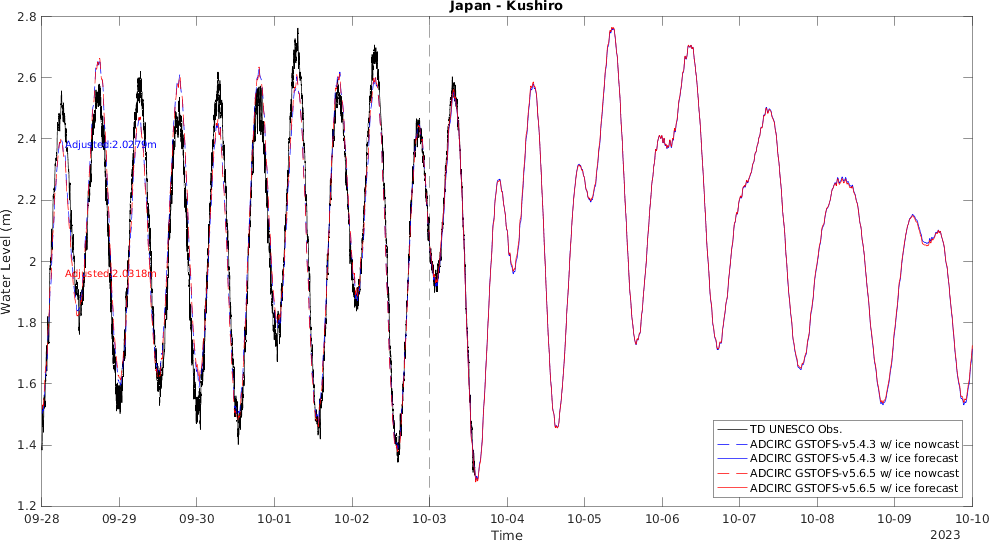 Japan - Kushiro
Water Level (m)
2.8
2.6
2.4
2.2
2
1.8
1.6
1.4
1.2
Adjusted:2.0279m
Adjusted:2.0318m
TD UNESCO Obs.
ADCIRC GSTOFS-v5.4.3 w/ ice nowcast
ADCIRC GSTOFS-v5.4.3 w/ ice forecast
ADCIRC GSTOFS-v5.6.5 w/ ice nowcast
ADCIRC GSTOFS-v5.6.5 w/ ice forecast
09-28 09-29 09-30 10-01 10-02 10-03 10-04 10-05 10-06 10-07 10-08 10-09 10-10
Time
2023